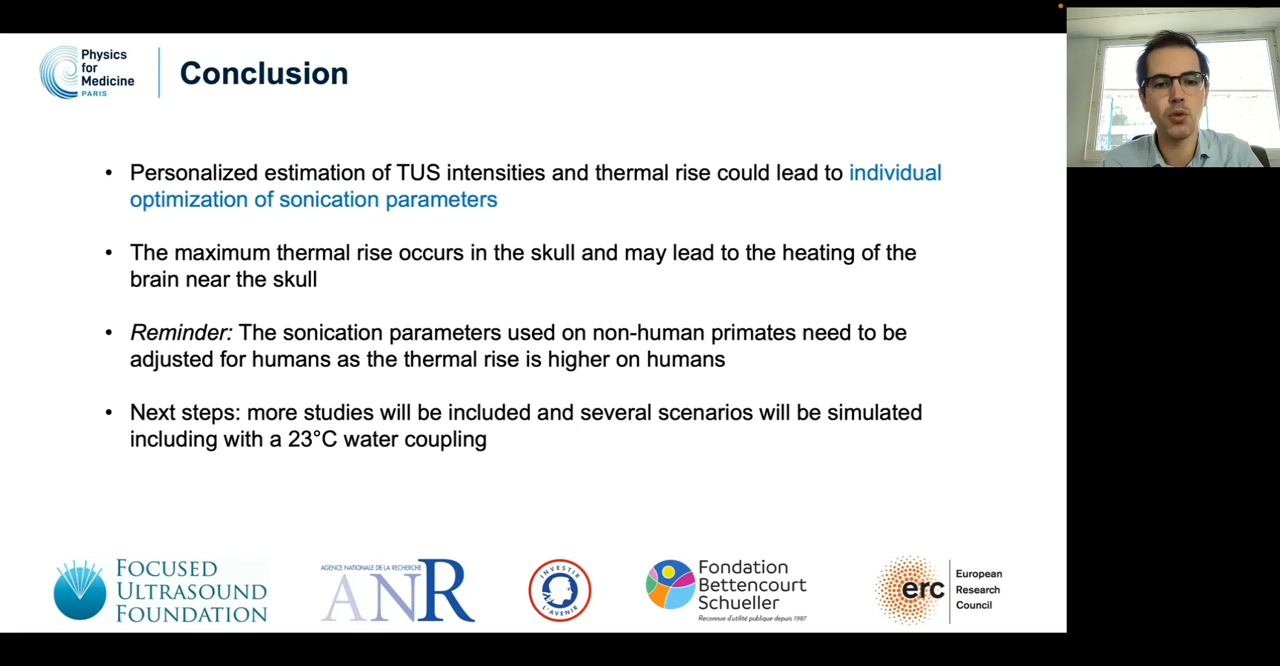 Physics
for
Medicine
PARIS
Conclusion
• Personalized estimation of TUS intensities and thermal rise could lead to individual
optimization of sonication parameters
• The maximum thermal rise occurs in the skull and may lead to the heating of the
brain near the skull
• Reminder: The sonication parameters used on non-human primates need to be
adjusted for humans as the thermal rise is higher on humans
• Next steps: more studies will be included and several scenarios will be simulated
including with a 23°C water coupling
FOCUSED
ULTRASOUND
FOUNDATION
AGENCE NATIONALE DE LA RECHERCHE
ANR
INVESTIR
L'AVENIR
Fondation
Bettencourt
Schueller
Reconnue d'utilité publique depuis 1987
erc
European
Research
Council